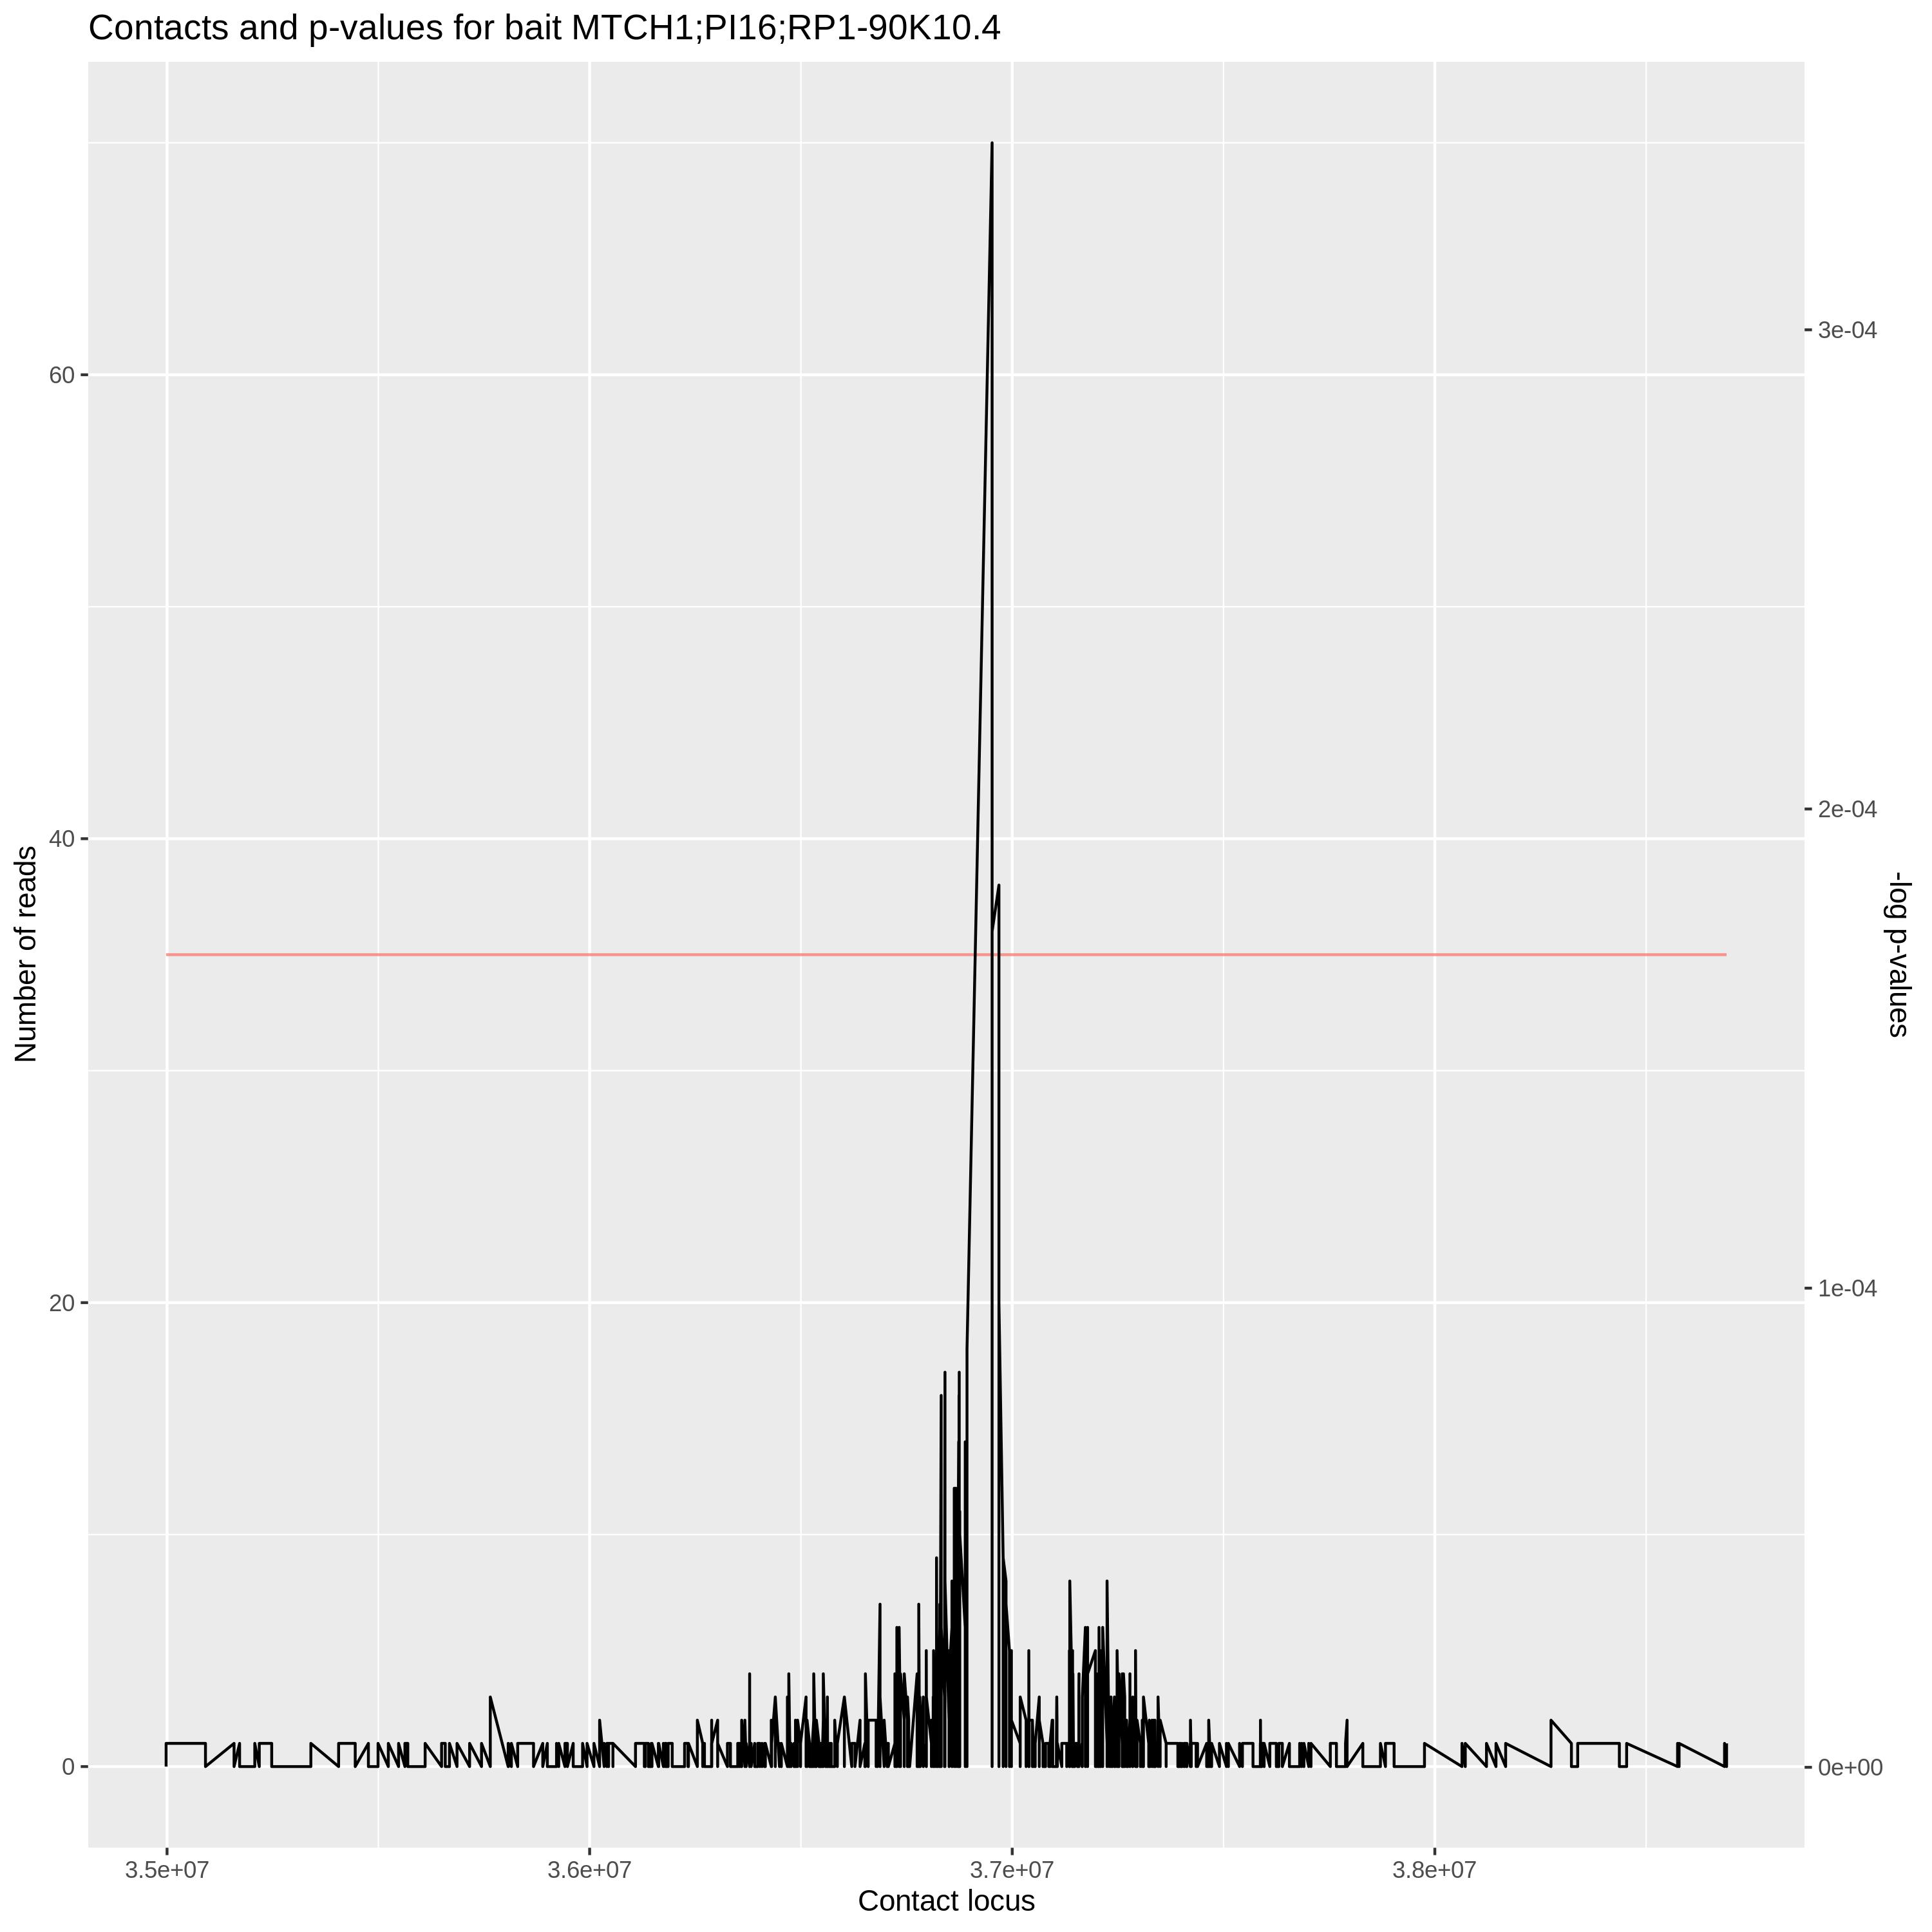 Contacts and p-values for bait MTCH1;PI16;RP1-90K10.4
Number of reads
60
40
20
0
3e-04
2e-04
1e-04
0e+00
-log p-values
3.5e+07
3.6e+07
3.7e+07
3.8e+07
Contact locus